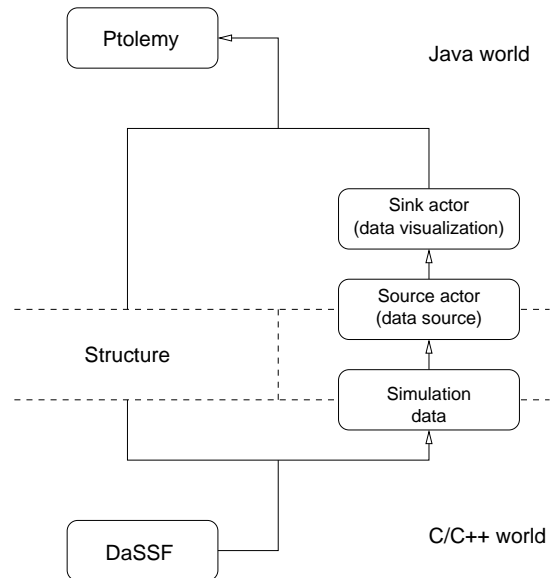 Ptolemy
Java world
Sink actor
(data visualization)
Source actor
(data source)
Structure
Simulation
data
C/C++ world
DaSSF